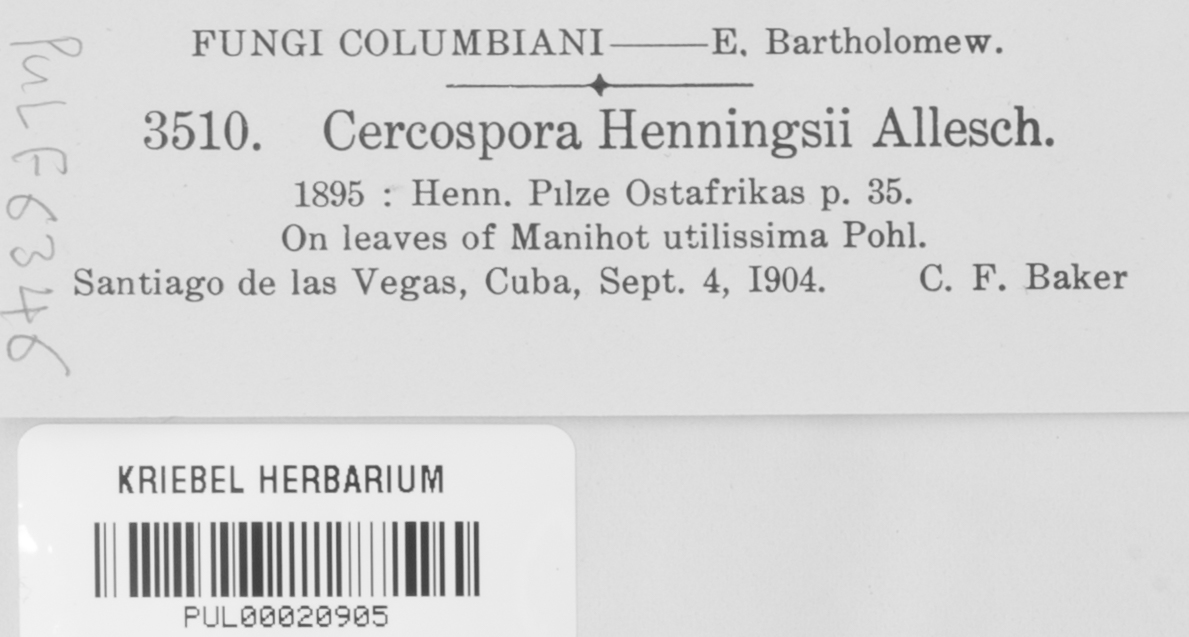 FUNGI COLUMBIANI——E. Bartholomew.
3510. Cercospora Henningsii Allesch.
1895 : Henn. Pılze Ostafrikas p. 35.
On leaves of Manihot utilissima Pohl.
Santiago de las Vegas, Cuba, Sept. 4, I904. C. F. Baker
PUL F6346
KRIEBEL HERBARIUM
PUL00020905